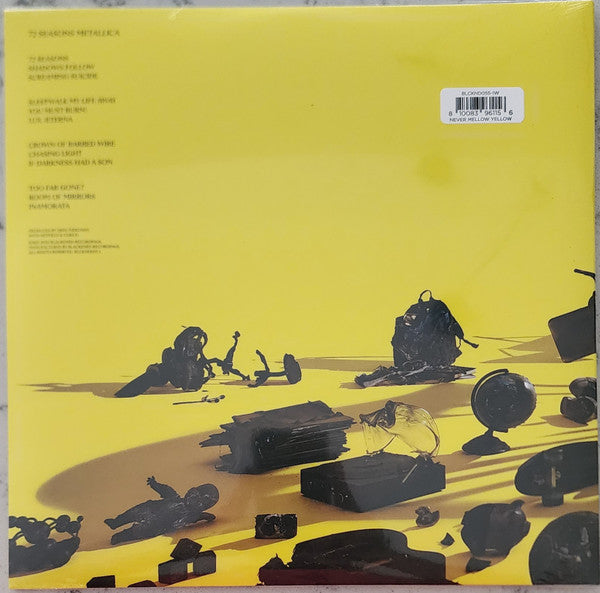 72 SEASONS METALLICA
72 SEASONS
SHADOWS FOLLOW
SCREAMING SUICIDE
SLEEPWALK MY LIFE AWAY
YOU MUST BURN!
LUX ÆTERNA
CROWN OF BARBED WIRE
CHASING LIGHT
IF DARKNESS HAD A SON
TOO FAR GONE?
ROOM OF MIRRORS
INAMORATA
BLCKND055-1W
8 10083 96115 6
NEVER MELLOW YELLOW